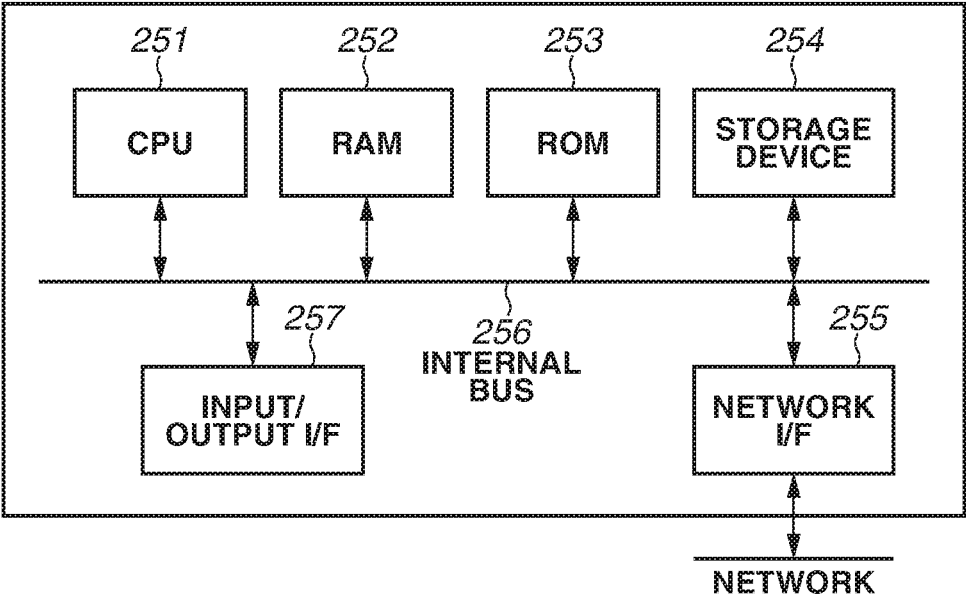 251
252
253
254
CPU
RAM
ROM
STORAGE
DEVICE
257
256
255
INTERNAL
BUS
INPUT/
OUTPUT I/F
NETWORK
I/F
NETWORK